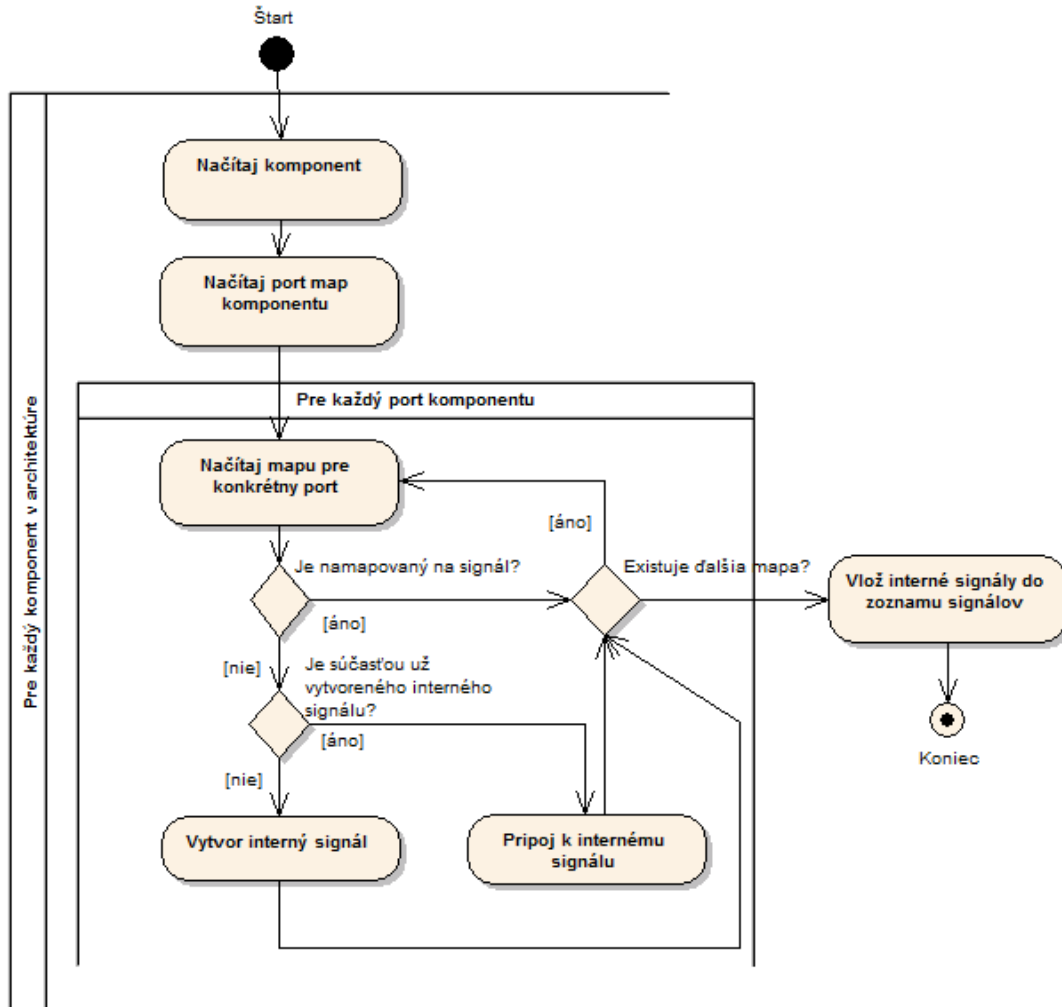 Štart
Pre každý komponent v architektúre
Načítaj komponent
Načítaj port map
komponentu
Pre každý port komponentu
Načítaj mapu pre
konkrétny port
[áno]
Je namapovaný na signál?
Existuje ďalšia mapa?
Vlož interné signály do
zoznamu signálov
[áno]
[nie]
Je súčasťou už
vytvoreného interného
signálu?
[áno]
Koniec
[nie]
Vytvor interný signál
Pripoj k internému
signálu